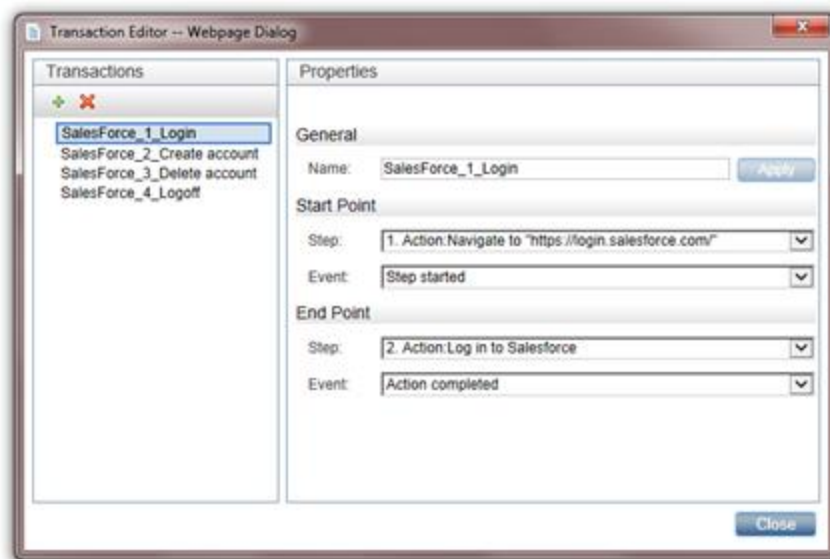 Transaction Editor -- Webpage Dialog
Transactions
Properties
SalesForce_1_Login
SalesForce_2_Create account
SalesForce_3_Delete account
SalesForce_4_Logoff
General
Name: SalesForce_1_Login Apply
Start Point
Step: 1. Action:Navigate to "https://login.salesforce.com/"
Event: Step started
End Point
Step: 2. Action:Log in to Salesforce
Event: Action completed
Close